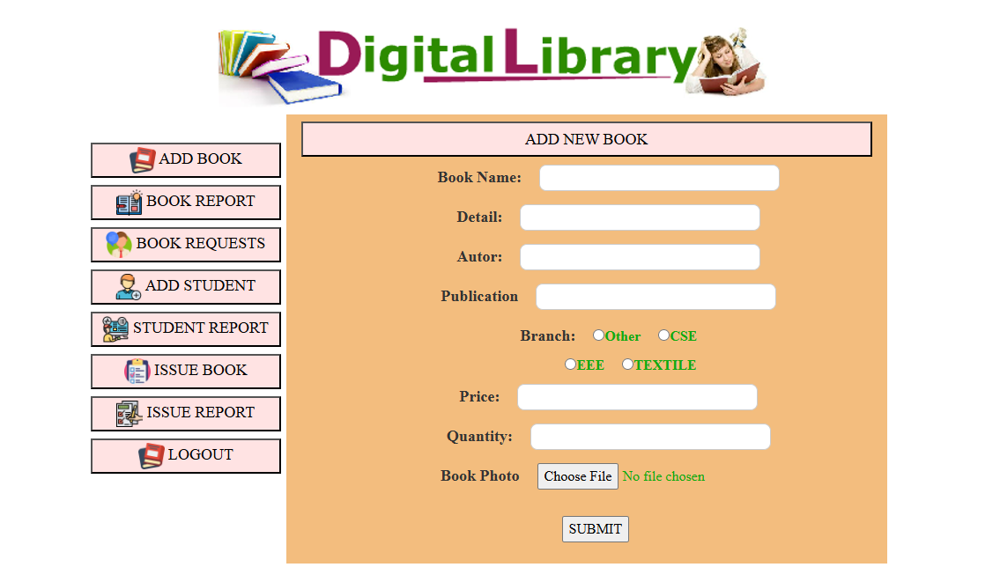 Digital Library
ADD BOOK
BOOK REPORT
BOOK REQUESTS
ADD STUDENT
STUDENT REPORT
ISSUE BOOK
ISSUE REPORT
LOGOUT
ADD NEW BOOK
Book Name:
Detail:
Autor:
Publication
Branch: Other CSE
EEE TEXTILE
Price:
Quantity:
Book Photo Choose File No file chosen
SUBMIT